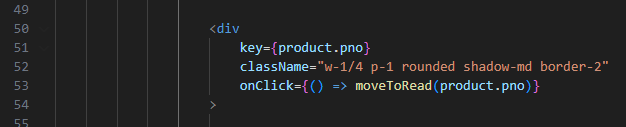 49
50 <div
51 key={product.pno}
52 className="w-1/4 p-1 rounded shadow-md border-2"
53 onClick={() => moveToRead(product.pno)}
54 >
55